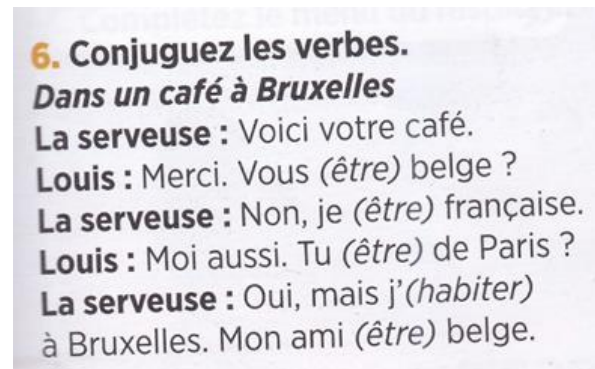 6. Conjuguez les verbes.
Dans un café à Bruxelles
La serveuse : Voici votre café.
Louis : Merci. Vous (être) belge ?
La serveuse : Non, je (être) française.
Louis : Moi aussi. Tu (être) de Paris ?
La serveuse : Oui, mais j'(habiter)
à Bruxelles. Mon ami (être) belge.